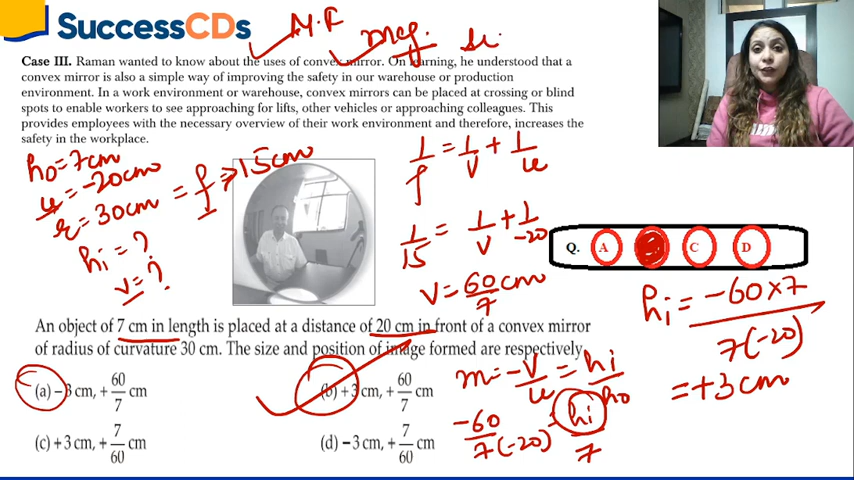 SuccessCDs
M.F
mag.
Case III. Raman wanted to know about the uses of convex mirror. On learning, he understood that a
convex mirror is also a simple way of improving the safety in our warehouse or production
environment. In a work environment or warehouse, convex mirrors can be placed at crossing or blind
spots to enable workers to see approaching for lifts, other vehicles or approaching colleagues. This
provides employees with the necessary overview of their work environment and therefore, increases the
safety in the workplace.
h₀=7cm
u=-20cm
r=30cm = f=>15cm
hi=?
v=?
1/f = 1/v + 1/u
1/15 = 1/v + 1/-20
v = 60/7 cm
Q. A C D
hi = -60×7 / 7(-20)
= +3 cm
An object of 7 cm in length is placed at a distance of 20 cm in front of a convex mirror
of radius of curvature 30 cm. The size and position of image formed are respectively
(a) −3 cm, + 60/7 cm
(b) +3 cm, + 60/7 cm
(c) +3 cm, + 7/60 cm
(d) −3 cm, + 7/60 cm
m = -v/u = hi/ho
-60/7(-20) = hi/7